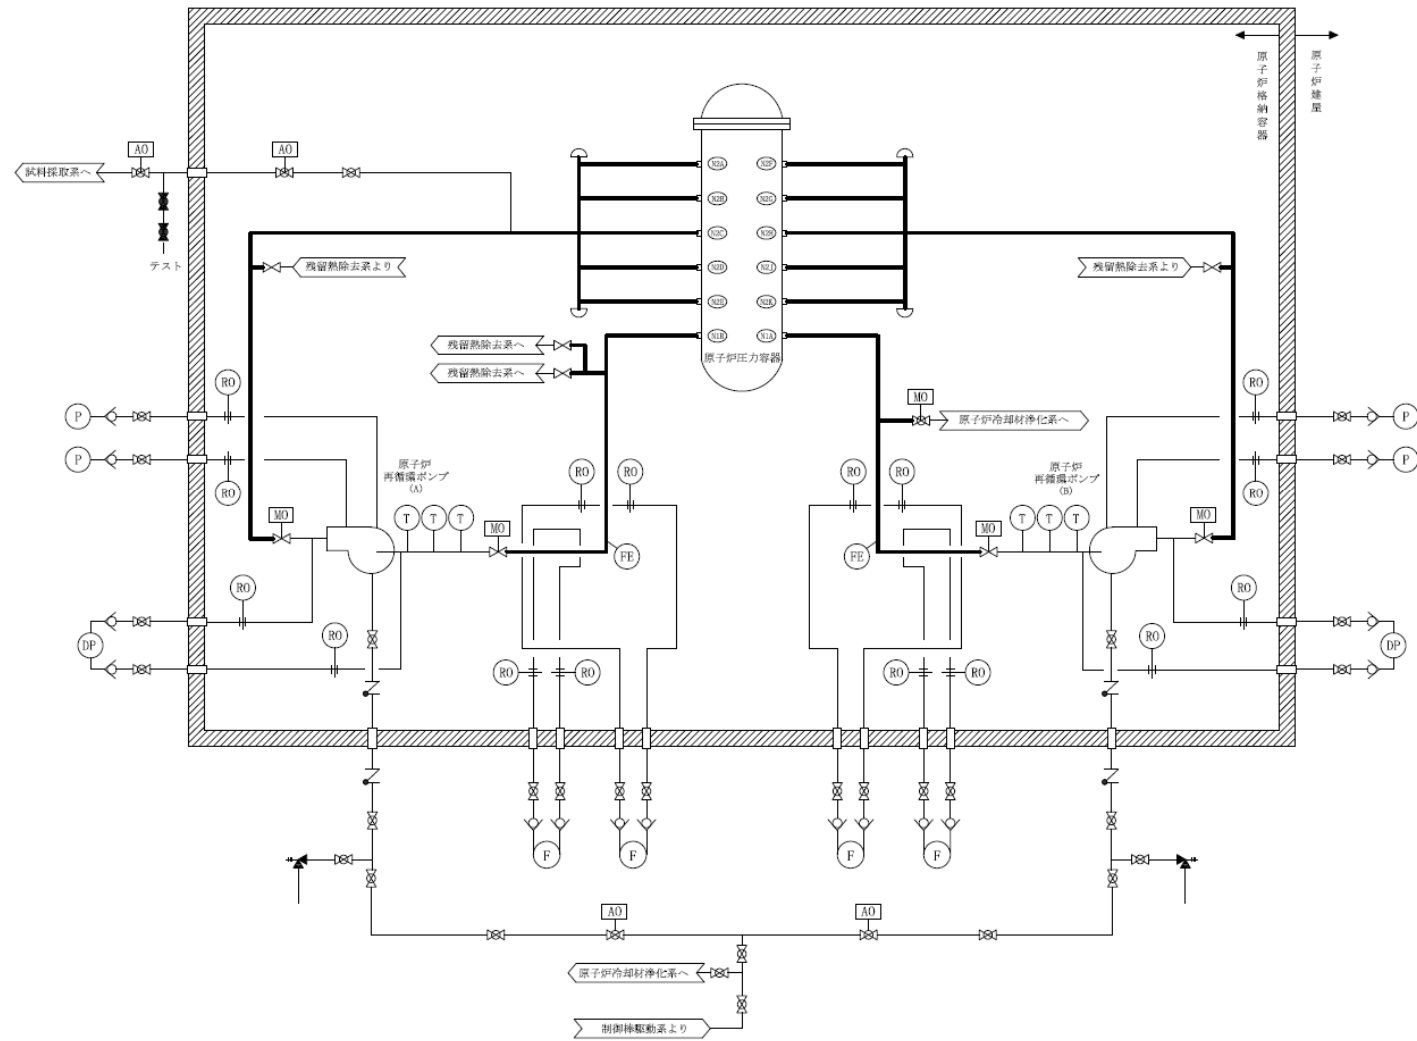 原子炉格納容器
原子炉建屋
AO
AO
試料採取系へ
テスト
N2A
N2F
N2B
N2G
N2C
N2H
N2D
N2J
N2E
N2K
N1B
N1A
原子炉圧力容器
残留熱除去系より
残留熱除去系より
残留熱除去系へ
残留熱除去系へ
RO
RO
MO
原子炉冷却材浄化系へ
P
P
P
P
RO
RO
原子炉
再循環ポンプ
(A)
原子炉
再循環ポンプ
(B)
RO
RO
RO
RO
MO
T
T
T
MO
MO
T
T
T
MO
FE
FE
RO
RO
RO
RO
DP
DP
RO
RO
RO
RO
F
F
F
F
AO
AO
原子炉冷却材浄化系へ
制御棒駆動系より